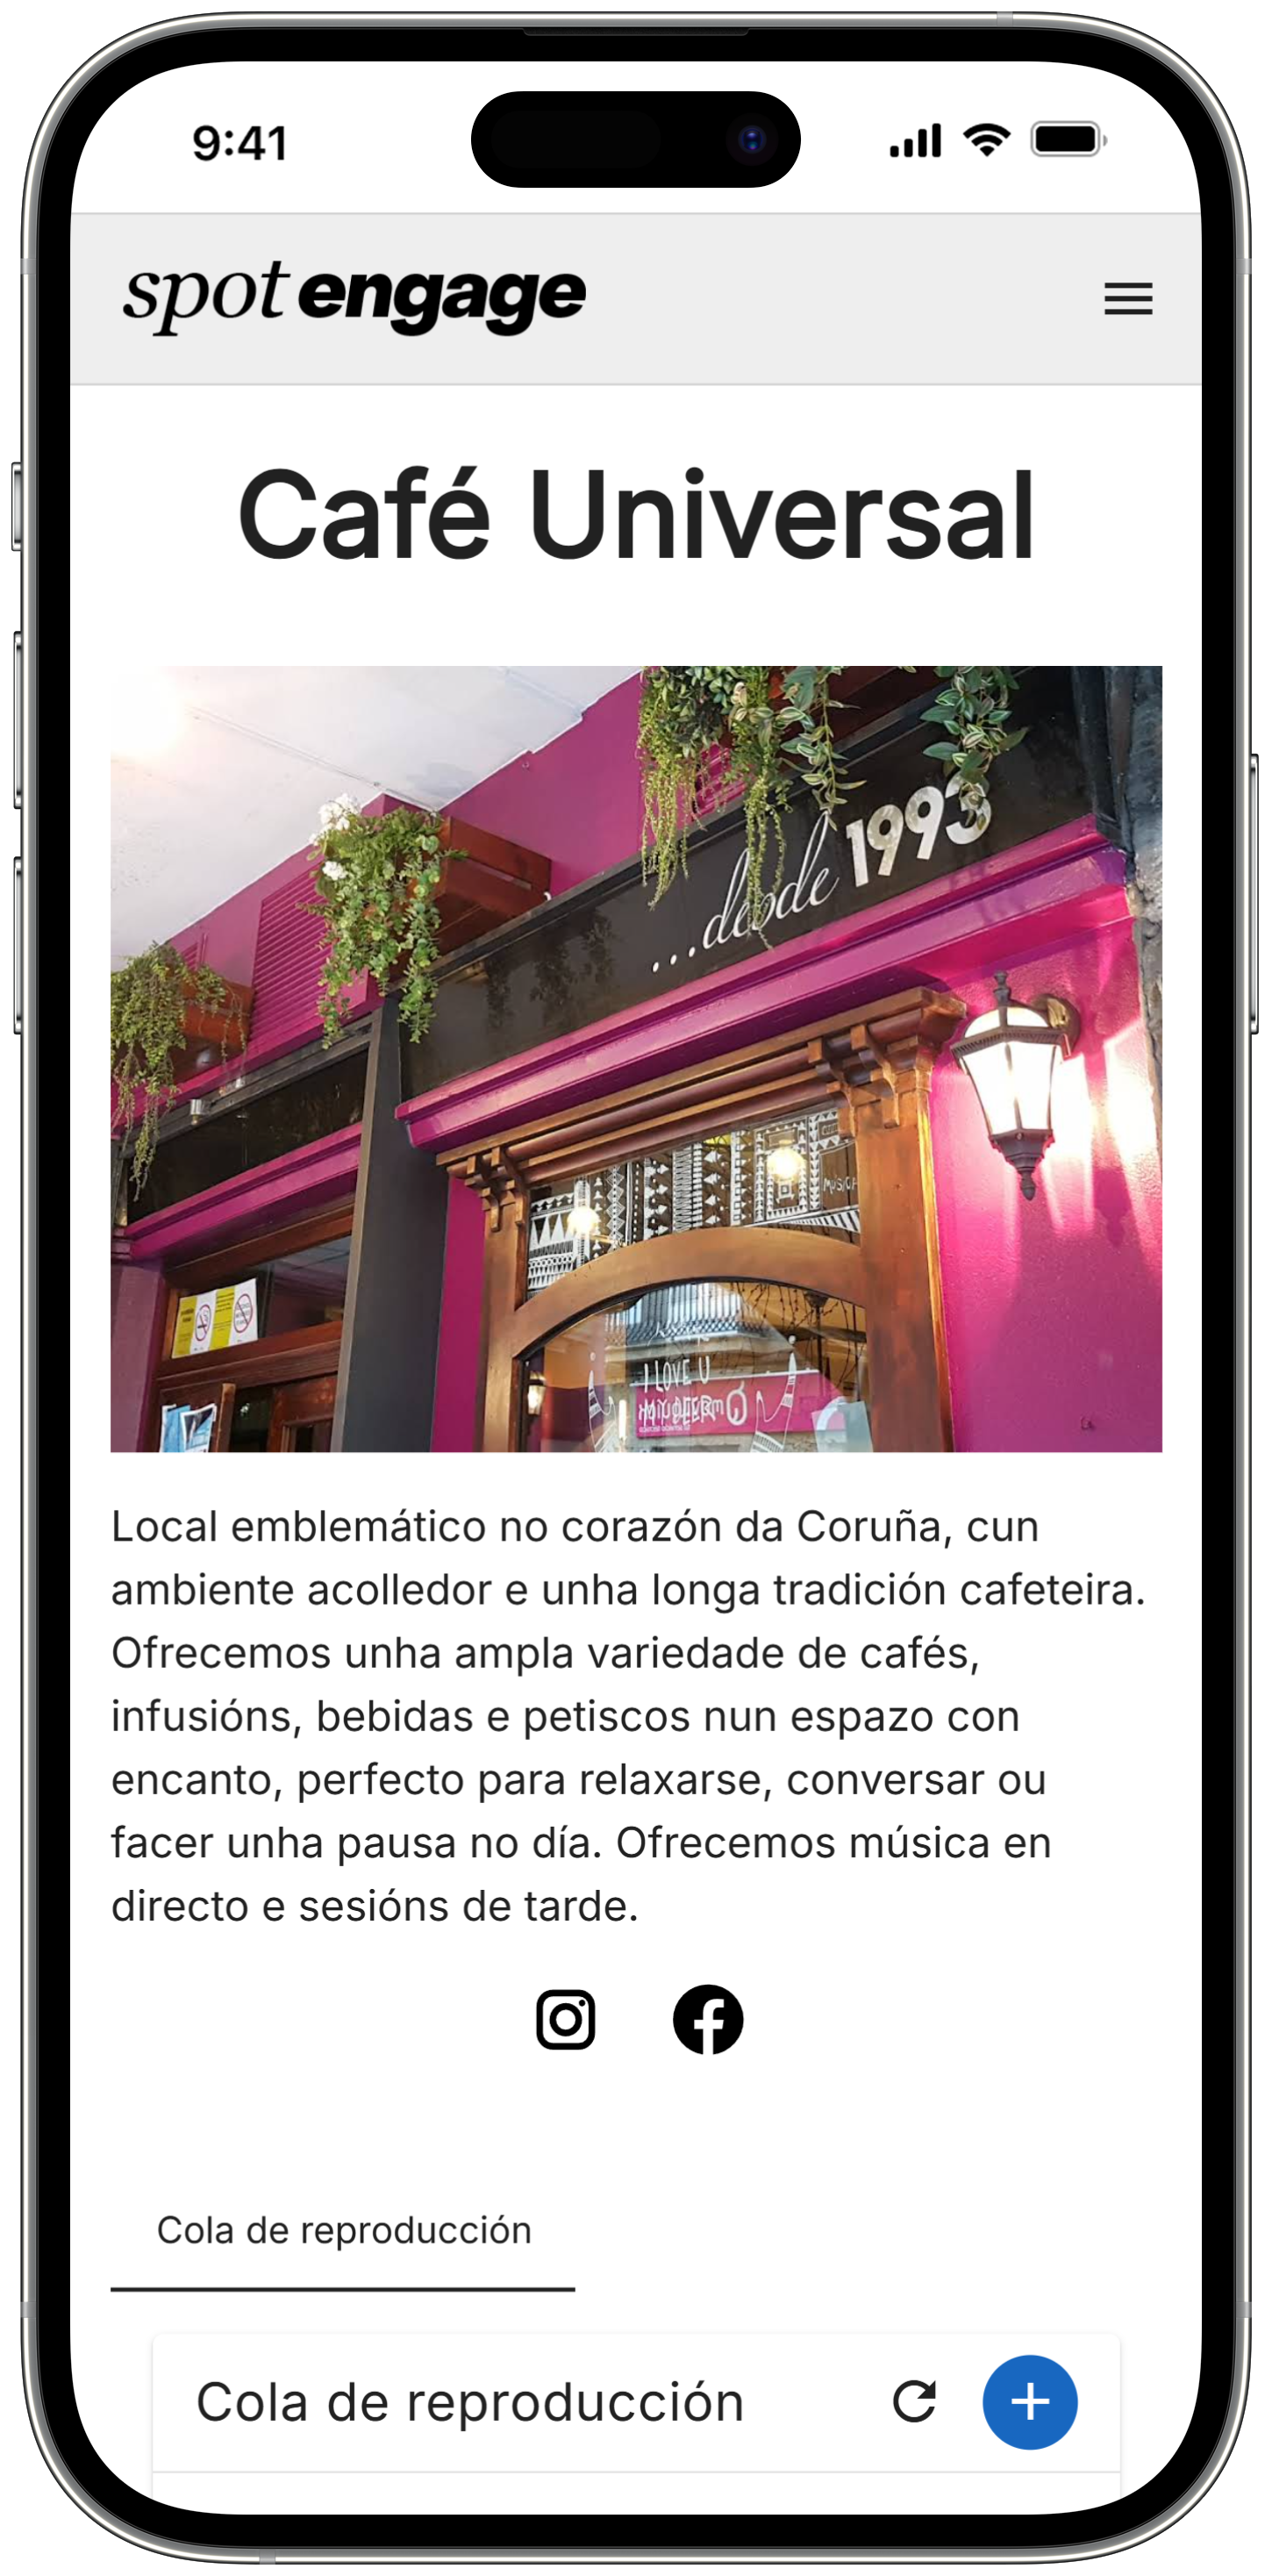 9:41
spot engage
Café Universal
...desde 1993
MUSIC
I LOVE U
Local emblemático no corazón da Coruña, cun
ambiente acolledor e unha longa tradición cafeteira.
Ofrecemos unha ampla variedade de cafés,
infusións, bebidas e petiscos nun espazo con
encanto, perfecto para relaxarse, conversar ou
facer unha pausa no día. Ofrecemos música en
directo e sesións de tarde.
Cola de reproducción
Cola de reproducción